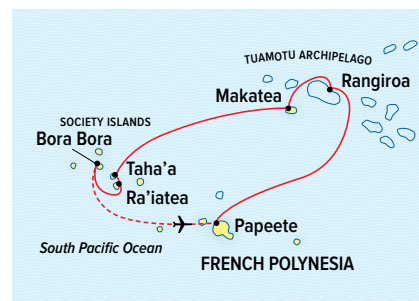 TUAMOTU ARCHIPELAGO
Rangiroa
Makatea
SOCIETY ISLANDS
Bora Bora
Taha’a
Ra’iatea
Papeete
South Pacific Ocean
FRENCH POLYNESIA